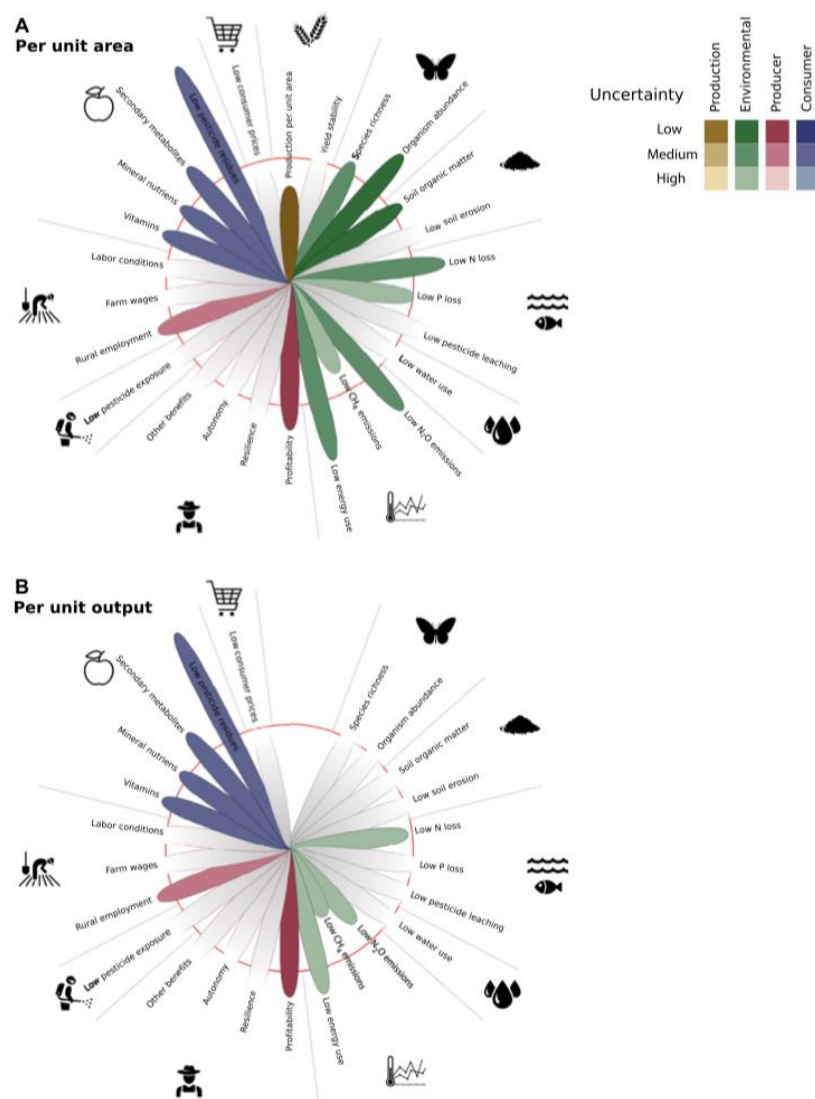 A
Per unit area
Low consumer prices
Production per unit area
Yield stability
Species richness
Organism abundance
Soil organic matter
Low soil erosion
Low N loss
Low P loss
Low pesticide leaching
Low water use
Low N₂O emissions
Low CH₄ emissions
Low energy use
Profitability
Resilience
Autonomy
Other benefits
Low pesticide exposure
Rural employment
Farm wages
Labor conditions
Vitamins
Mineral nutriens
Secondary metabolites
Low pesticide residues
Uncertainty
Production
Environmental
Producer
Consumer
Low
Medium
High
B
Per unit output
Low consumer prices
Species richness
Organism abundance
Soil organic matter
Low soil erosion
Low N loss
Low P loss
Low pesticide leaching
Low water use
Low N₂O emissions
Low CH₄ emissions
Low energy use
Profitability
Resilience
Autonomy
Other benefits
Low pesticide exposure
Rural employment
Farm wages
Labor conditions
Vitamins
Mineral nutriens
Secondary metabolites
Low pesticide residues